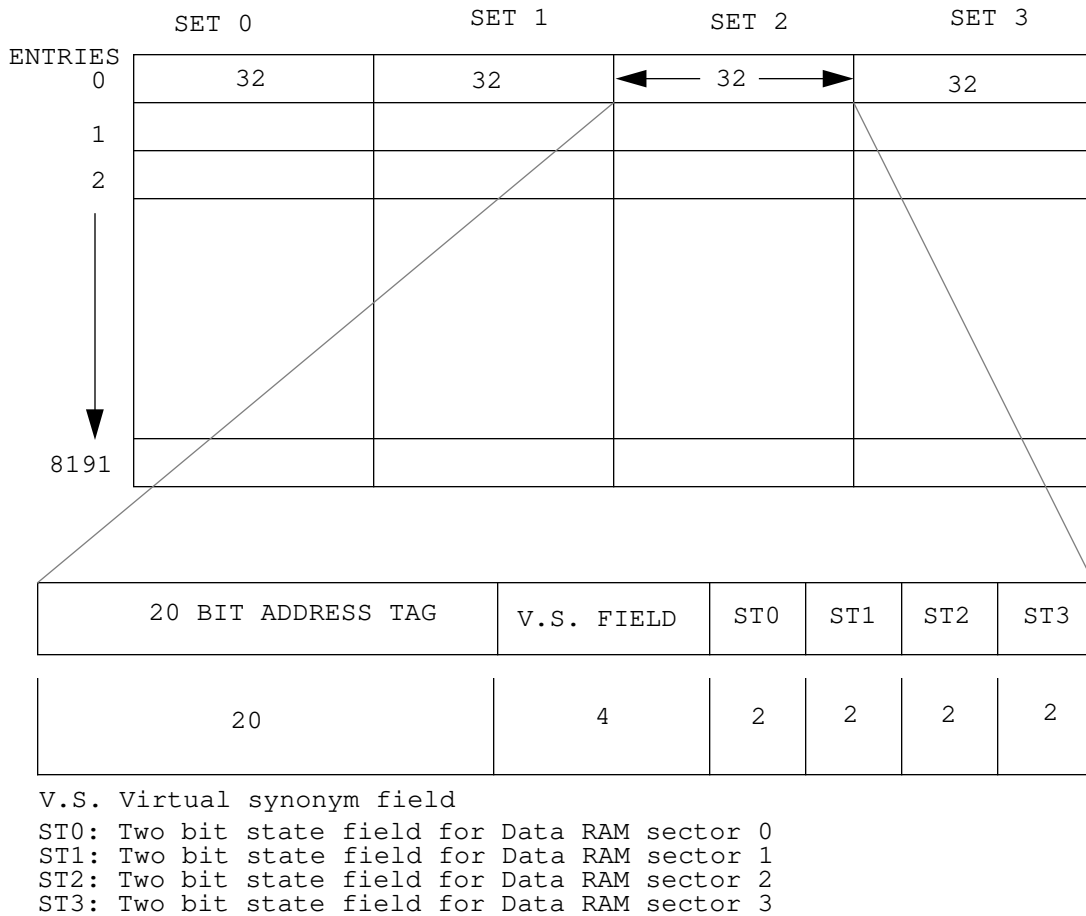 SET 0 SET 1 SET 2 SET 3
ENTRIES
0 32 32 32 32
1
2
8191
20 BIT ADDRESS TAG V.S. FIELD ST0 ST1 ST2 ST3
20 4 2 2 2 2
V.S. Virtual synonym field
ST0: Two bit state field for Data RAM sector 0
ST1: Two bit state field for Data RAM sector 1
ST2: Two bit state field for Data RAM sector 2
ST3: Two bit state field for Data RAM sector 3